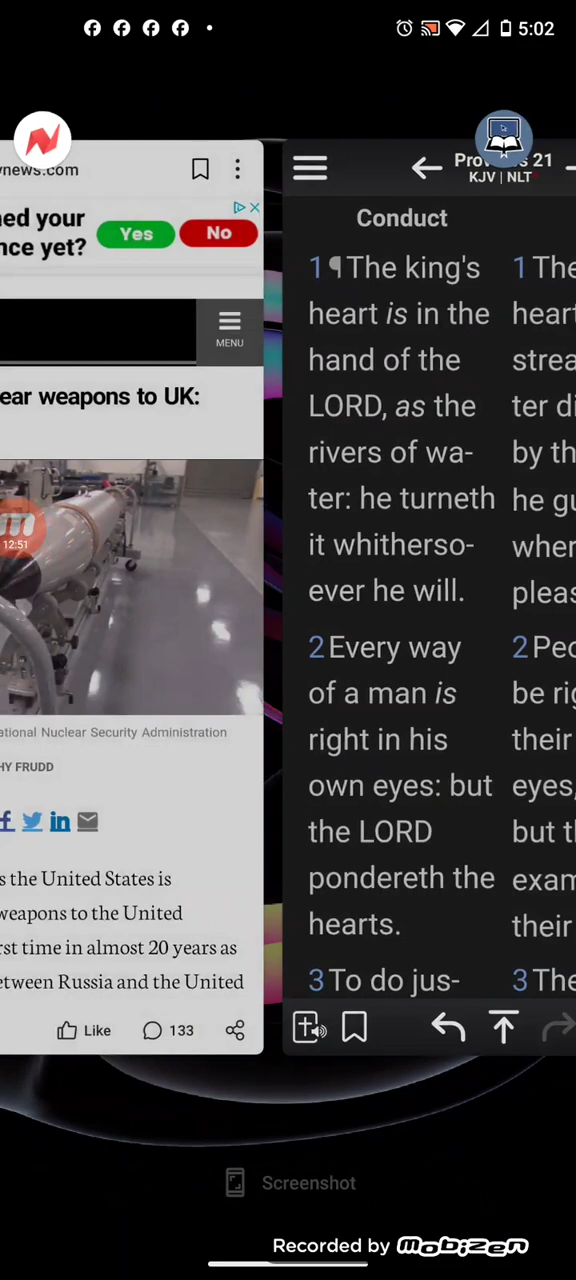 5:02
ynews.com
Proverbs 21
KJV | NLT
ed your
nce yet?
Yes
No
MENU
ear weapons to UK:
12:51
ational Nuclear Security Administration
HY FRUDD
s the United States is
weapons to the United
rst time in almost 20 years as
etween Russia and the United
Like
133
Conduct
1 ¶ The king's
heart is in the
hand of the
LORD, as the
rivers of wa-
ter: he turneth
it whitherso-
ever he will.
2 Every way
of a man is
right in his
own eyes: but
the LORD
pondereth the
hearts.
3 To do jus-
1 The
heart
strea
ter di
by th
he gu
wher
pleas
2 Peo
be rig
their
eyes,
but th
exam
their
3 The
Screenshot
Recorded by mobizen